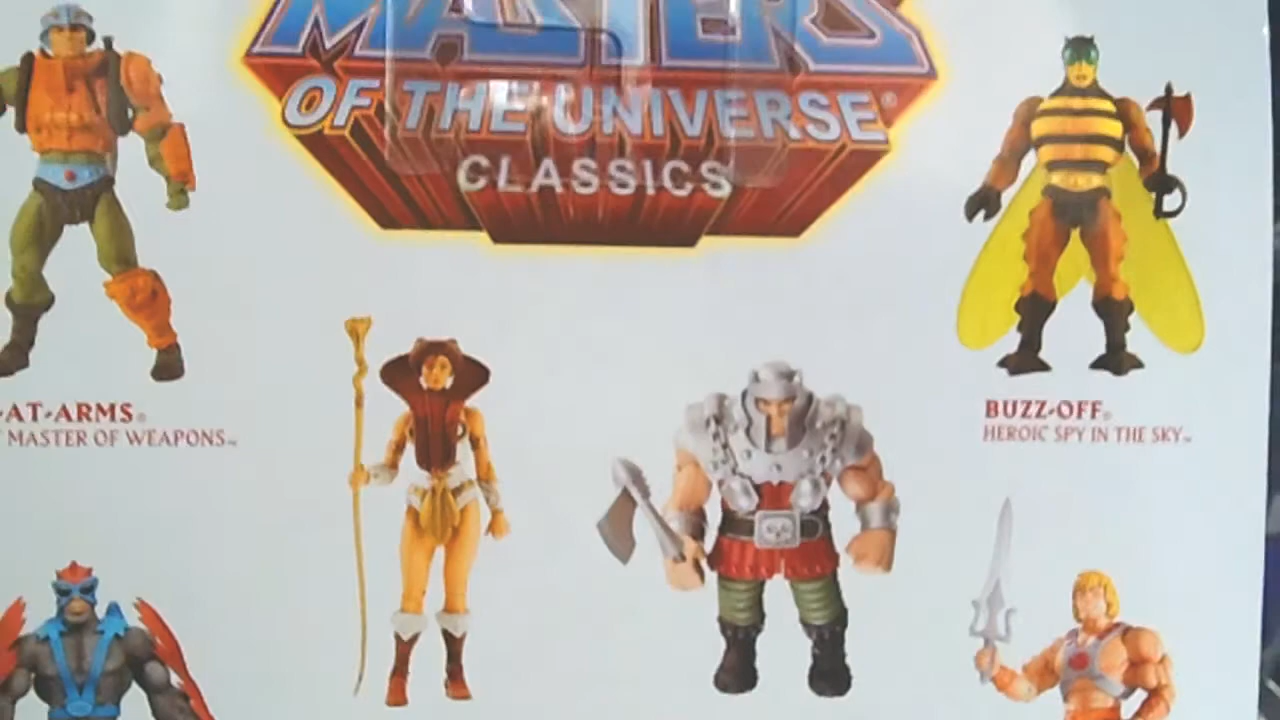 MASTERS
OF THE UNIVERSE®
CLASSICS
-AT-ARMS®
MASTER OF WEAPONS™
BUZZ-OFF®
HEROIC SPY IN THE SKY™